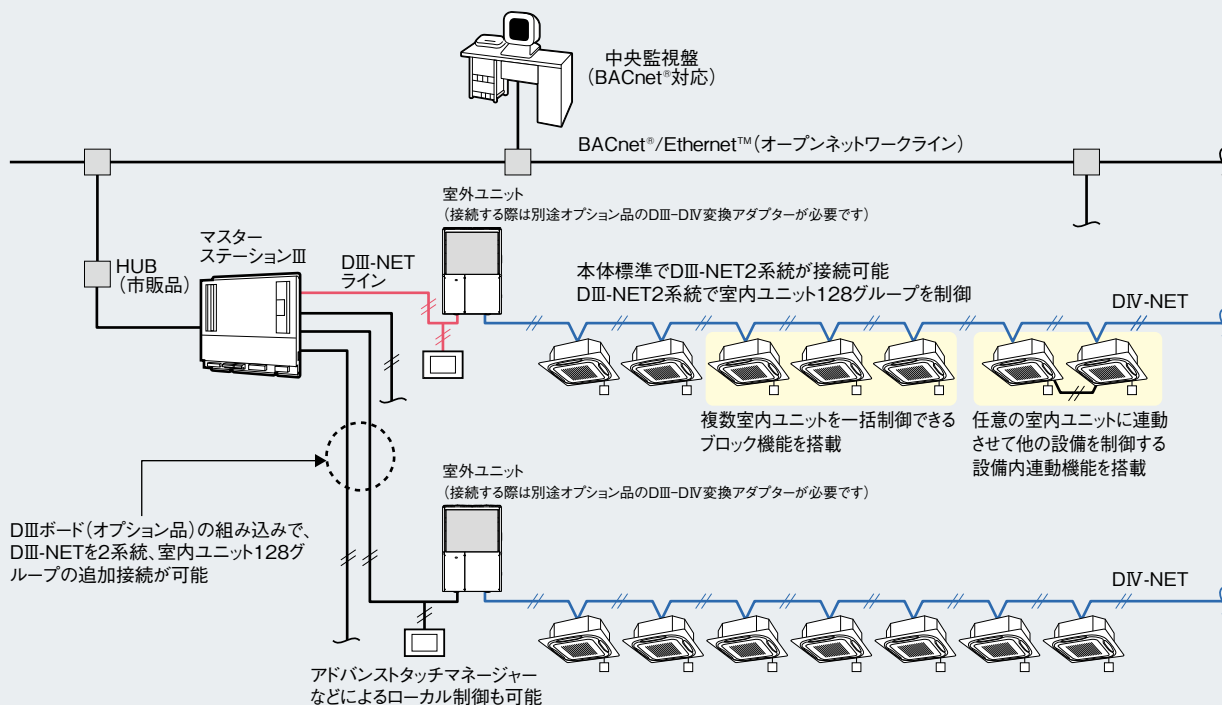 中央監視盤
(BACnet®対応)
BACnet®/Ethernet™(オープンネットワークライン)
室外ユニット
(接続する際は別途オプション品のDⅢ-DⅣ変換アダプターが必要です)
マスター
ステーションⅢ
HUB
(市販品)
DⅢ-NET
ライン
本体標準でDⅢ-NET2系統が接続可能
DⅢ-NET2系統で室内ユニット128グループを制御
DⅣ-NET
複数室内ユニットを一括制御できる
ブロック機能を搭載
任意の室内ユニットに連動
させて他の設備を制御する
設備内連動機能を搭載
室外ユニット
(接続する際は別途オプション品のDⅢ-DⅣ変換アダプターが必要です)
DⅢボード(オプション品)の組み込みで、
DⅢ-NETを2系統、室内ユニット128グ
ループの追加接続が可能
DⅣ-NET
アドバンストタッチマネージャー
などによるローカル制御も可能